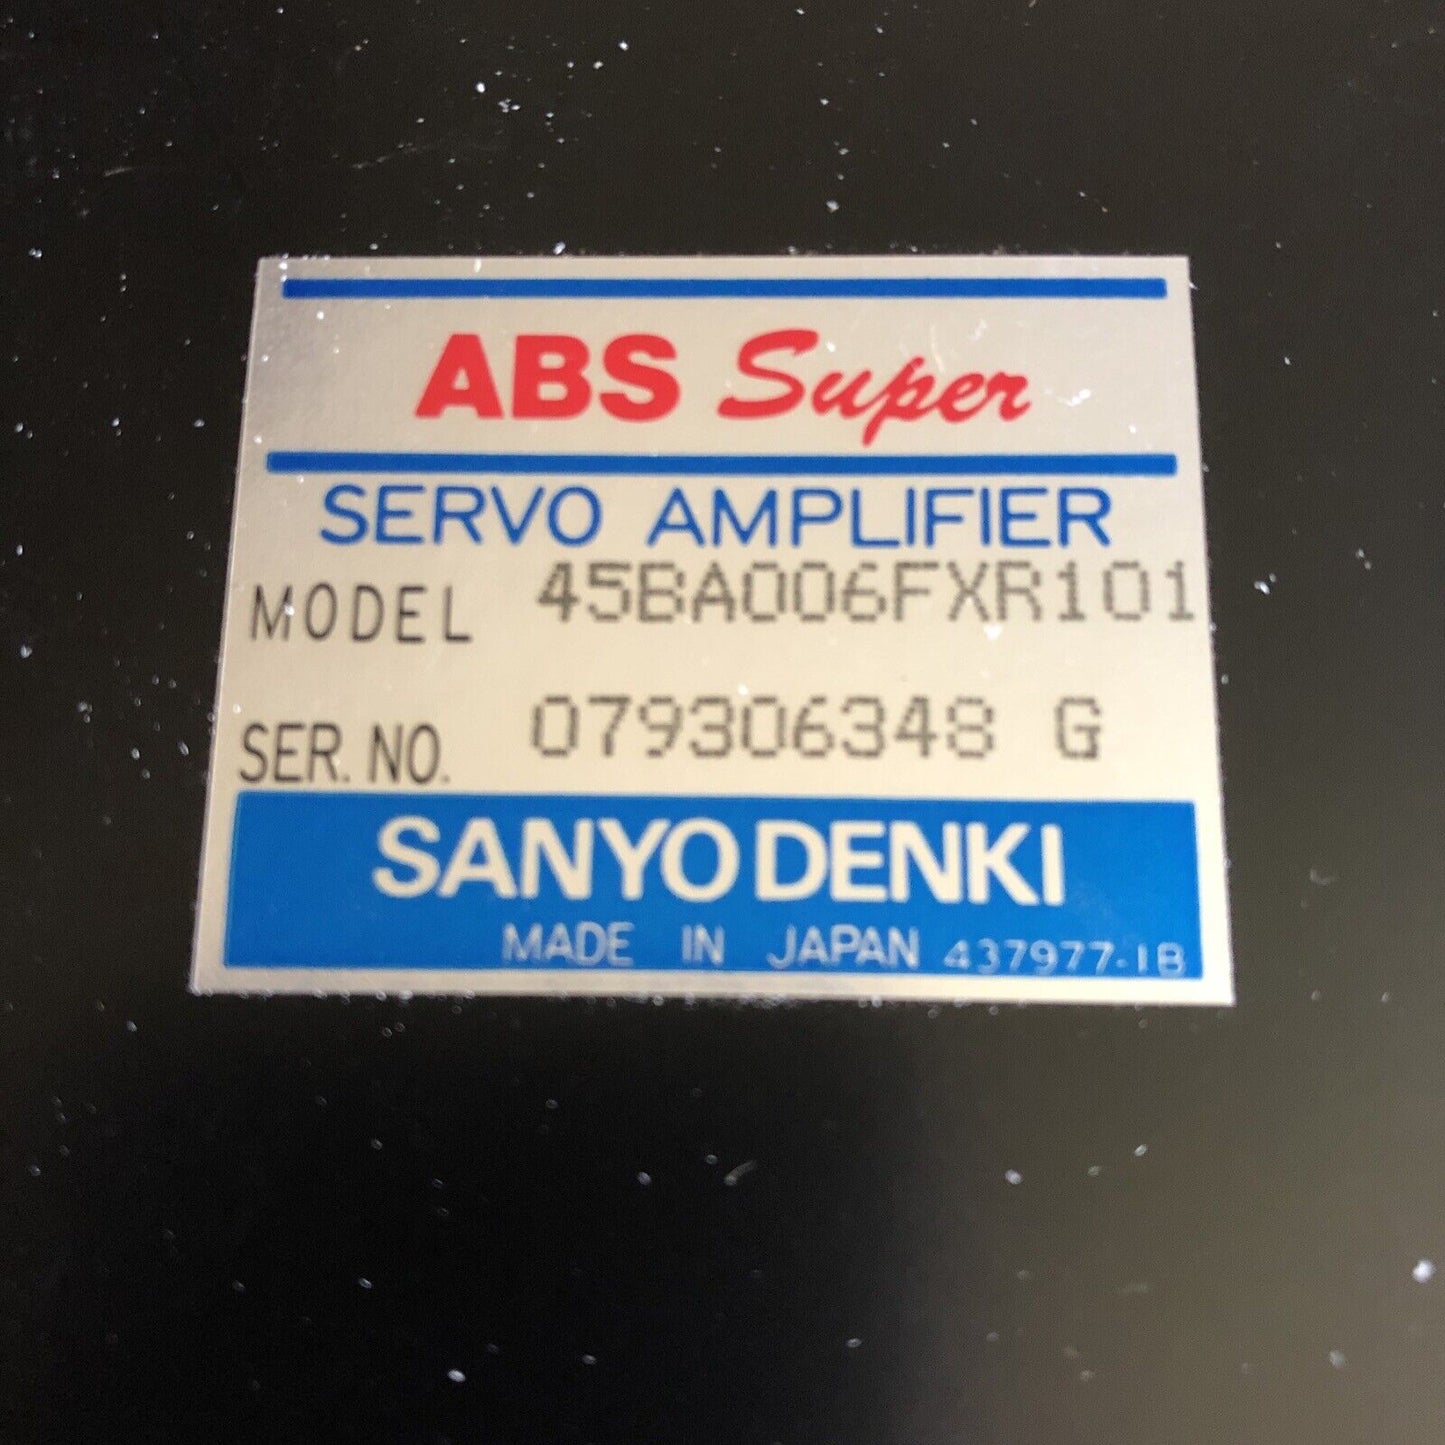 ABS Super
SERVO AMPLIFIER
MODEL 45BA006FXR101
SER. NO. 079306348 G
SANYO DENKI
MADE IN JAPAN 437977-1B